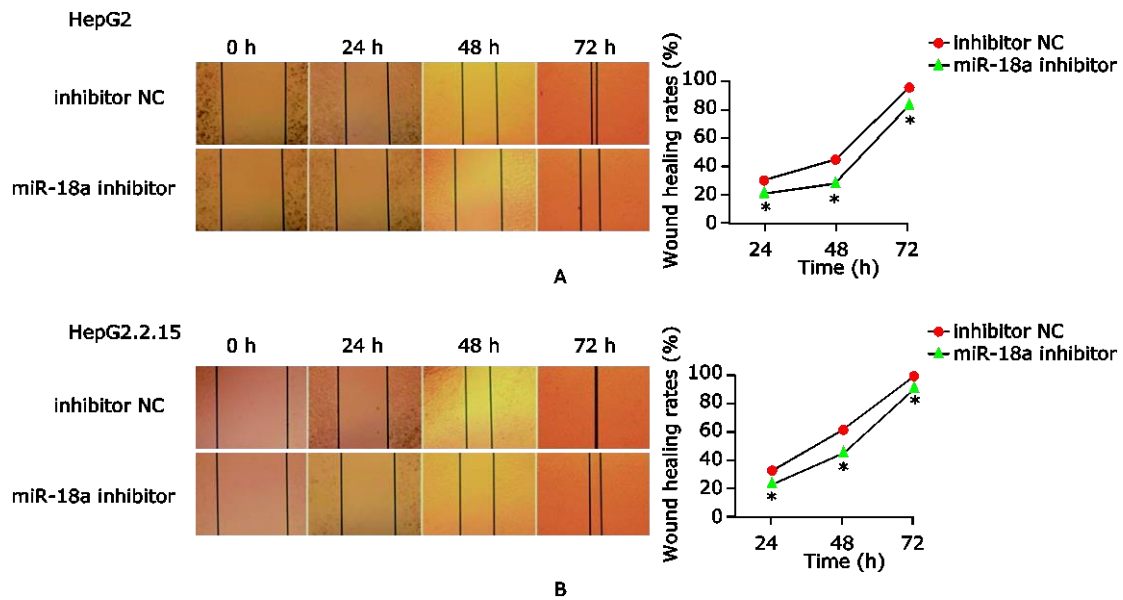 HepG2
0 h 24 h 48 h 72 h
inhibitor NC
miR-18a inhibitor
Wound healing rates (%)
100
80
60
40
20
0
24 48 72
Time (h)
inhibitor NC
miR-18a inhibitor
*
*
*
A
HepG2.2.15
0 h 24 h 48 h 72 h
inhibitor NC
miR-18a inhibitor
Wound healing rates (%)
100
80
60
40
20
0
24 48 72
Time (h)
inhibitor NC
miR-18a inhibitor
*
*
*
B